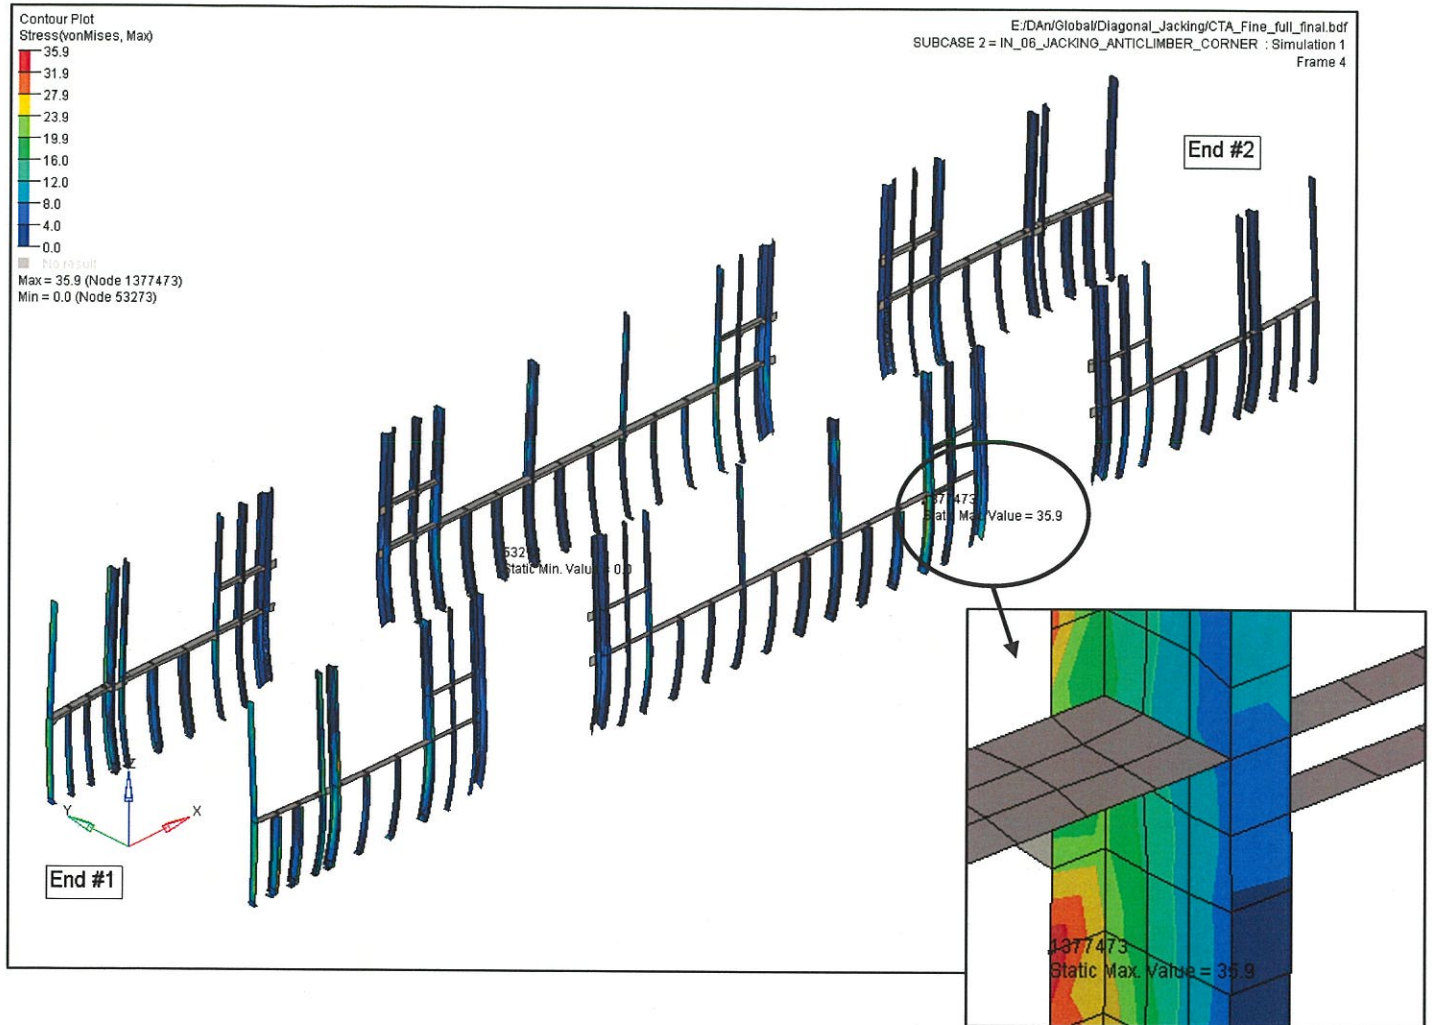 Contour Plot
Stress(vonMises, Max)
35.9
31.9
27.9
23.9
19.9
16.0
12.0
8.0
4.0
0.0
No result
Max = 35.9 (Node 1377473)
Min = 0.0 (Node 53273)
E:/DAn/Global/Diagonal_Jacking/CTA_Fine_full_final.bdf
SUBCASE 2 = IN_06_JACKING_ANTICLIMBER_CORNER : Simulation 1
Frame 4
End #2
1377473
Static Max. Value = 35.9
Static Min. Value = 0.0
Z
Y
X
End #1
1377473
Static Max. Value = 35.9